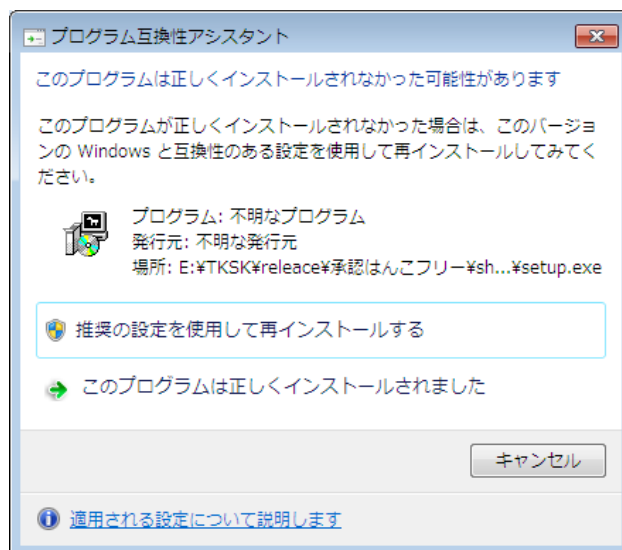 プログラム互換性アシスタント
このプログラムは正しくインストールされなかった可能性があります
このプログラムが正しくインストールされなかった場合は、このバージョ
ンの Windows と互換性のある設定を使用して再インストールしてみてく
ださい。
プログラム: 不明なプログラム
発行元: 不明な発行元
場所: E:¥TKSK¥releace¥承認はんこフリー¥sh...¥setup.exe
推奨の設定を使用して再インストールする
このプログラムは正しくインストールされました
キャンセル
適用される設定について説明します